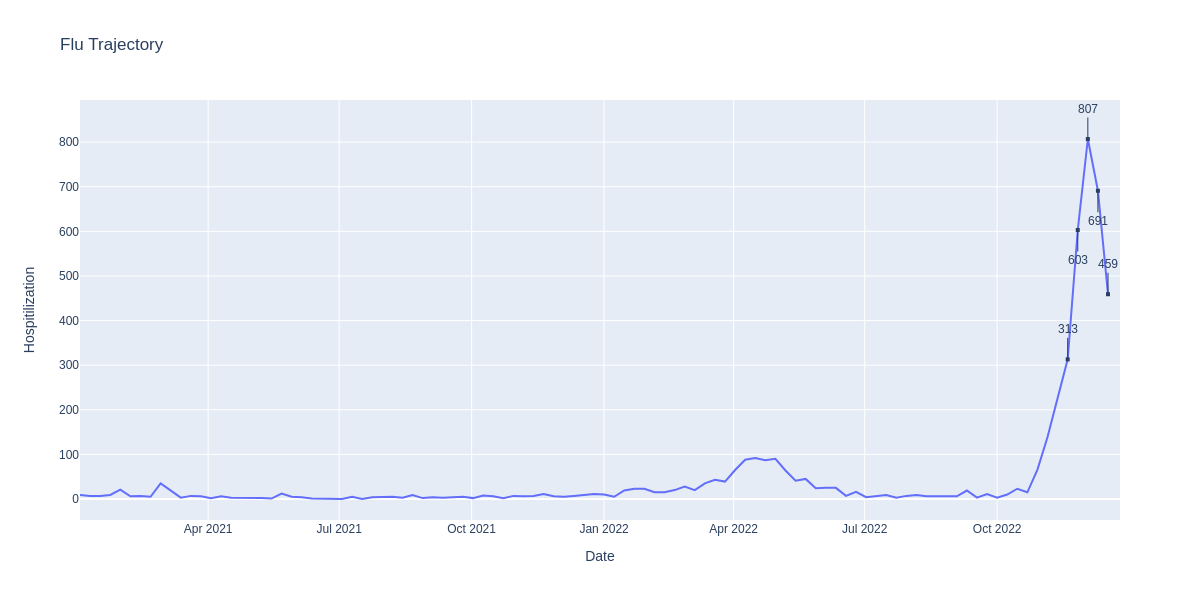 Flu Trajectory
807
800
700
691
600
603
459
500
400
313
300
200
100
0
Hospitilization
Apr 2021
Jul 2021
Oct 2021
Jan 2022
Apr 2022
Jul 2022
Oct 2022
Date